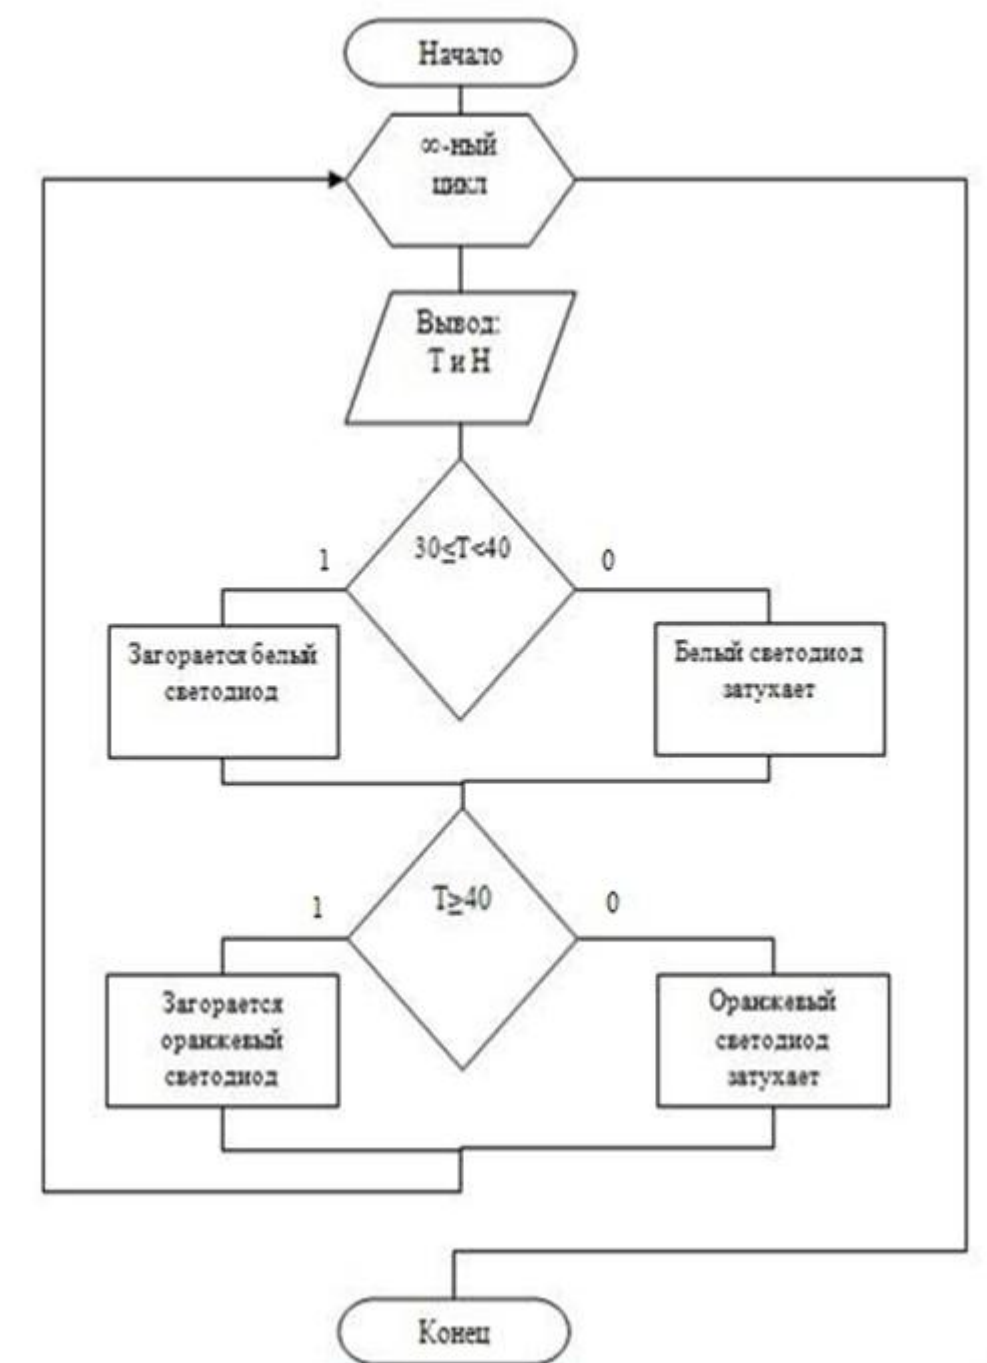 Начало
∞-ный
цикл
Вывод:
Т и Н
30≤Т<40
1
0
Загорается белый
светодиод
Белый светодиод
затухает
Т≥40
1
0
Загорается
оранжевый
светодиод
Оранжевый
светодиод
затухает
Конец